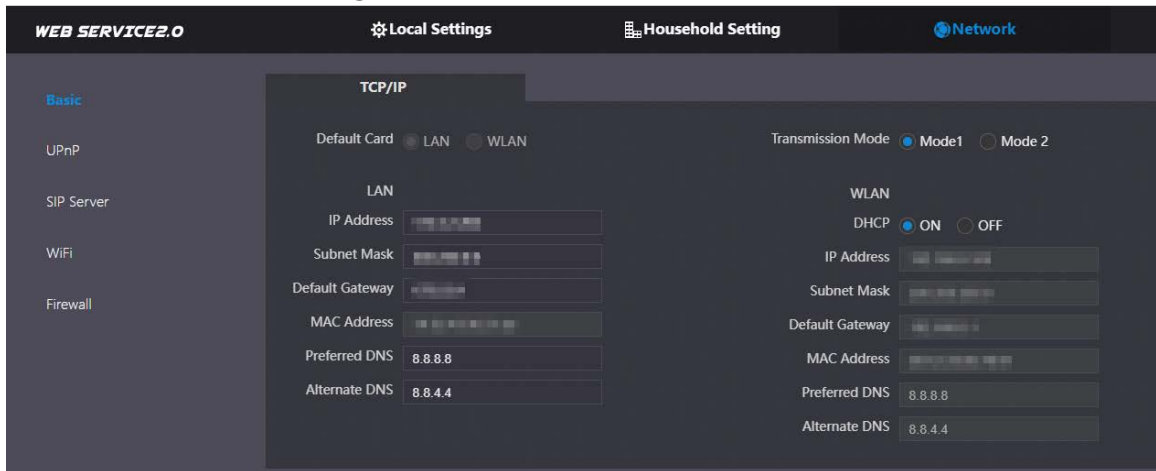 WEB SERVICE2.0
Local Settings
Household Setting
Network
Basic
UPnP
SIP Server
WiFi
Firewall
TCP/IP
Default Card LAN WLAN
LAN
IP Address
Subnet Mask
Default Gateway
MAC Address
Preferred DNS 8.8.8.8
Alternate DNS 8.8.4.4
Transmission Mode Mode1 Mode 2
WLAN
DHCP ON OFF
IP Address
Subnet Mask
Default Gateway
MAC Address
Preferred DNS 8.8.8.8
Alternate DNS 8.8.4.4